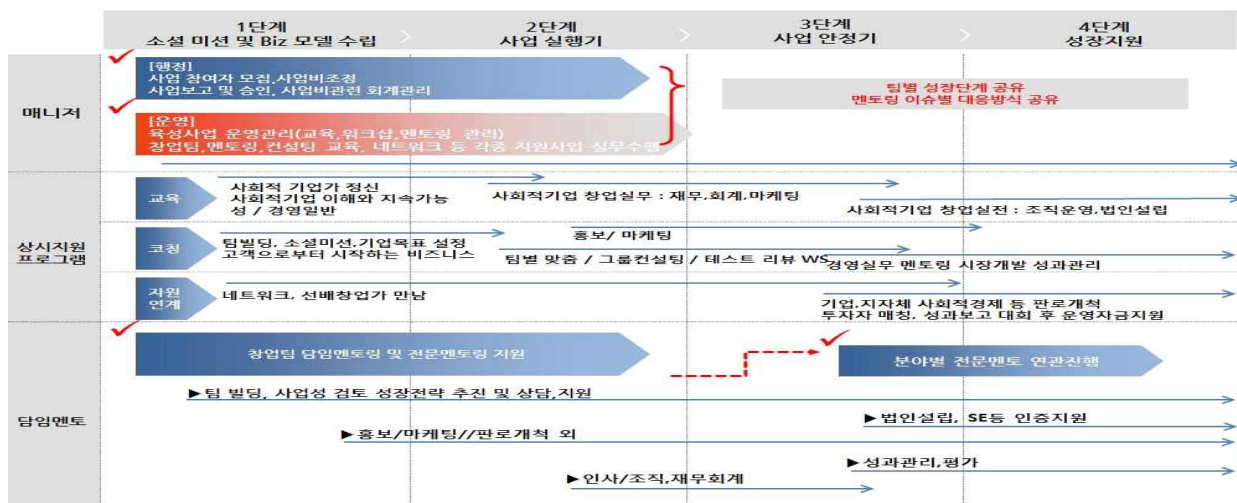 1단계
소셜 미션 및 Biz 모델 수립
2단계
사업 실행기
3단계
사업 안정기
4단계
성장지원
매니저
[행정]
사업 참여자 모집,사업비조정
사업보고 및 승인, 사업비관련 회계관리
[운영]
육성사업 운영관리(교육,워크샵,멘토링 관리)
창업팀,멘토링,컨설팅 교육, 네트워크 등 각종 지원사업 실무수행
팀별 성장단계 공유
멘토링 이슈별 대응방식 공유
상시지원
프로그램
교육
사회적 기업가 정신
사회적기업 이해와 지속가능
성 / 경영일반
사회적기업 창업실무 : 재무,회계,마케팅
사회적기업 창업실전 : 조직운영,법인설립
코칭
팀빌딩, 소셜미션,기업목표 설정
고객으로부터 시작하는 비즈니스
홍보/ 마케팅
팀별 맞춤 / 그룹컨설팅 / 테스트 리뷰 WS
경영실무 멘토링 시장개발 성과관리
자원
연계
네트워크, 선배창업가 만남
기업,지자체 사회적경제 등 판로개척
투자자 매칭, 성과보고 대회 후 운영자금지원
담임멘토
창업팀 담임멘토링 및 전문멘토링 지원
분야별 전문멘토 연관진행
▶팀 빌딩, 사업성 검토 성장전략 추진 및 상담,지원
▶법인설립, SE등 인증지원
▶홍보/마케팅//판로개척 외
▶성과관리,평가
▶인사/조직,재무회계